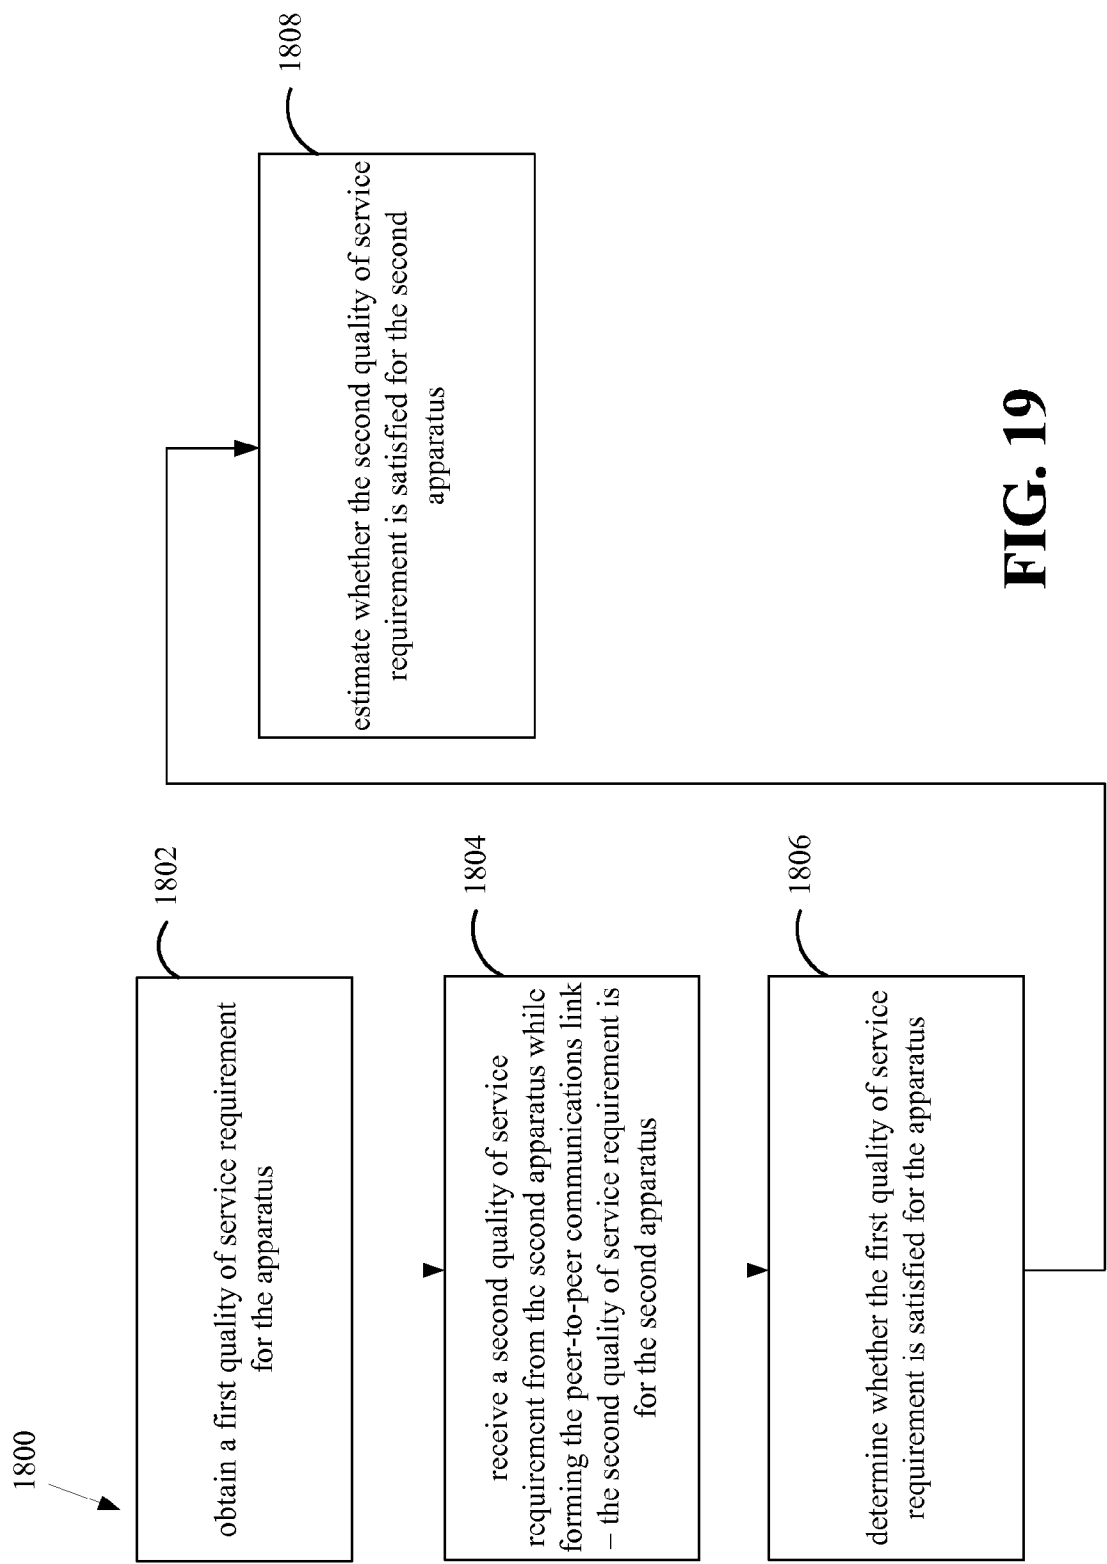 1800
1802
obtain a first quality of service requirement
for the apparatus
1804
receive a second quality of service
requirement from the second apparatus while
forming the peer-to-peer communications link
– the second quality of service requirement is
for the second apparatus
1806
determine whether the first quality of service
requirement is satisfied for the apparatus
1808
estimate whether the second quality of service
requirement is satisfied for the second
apparatus
FIG. 19